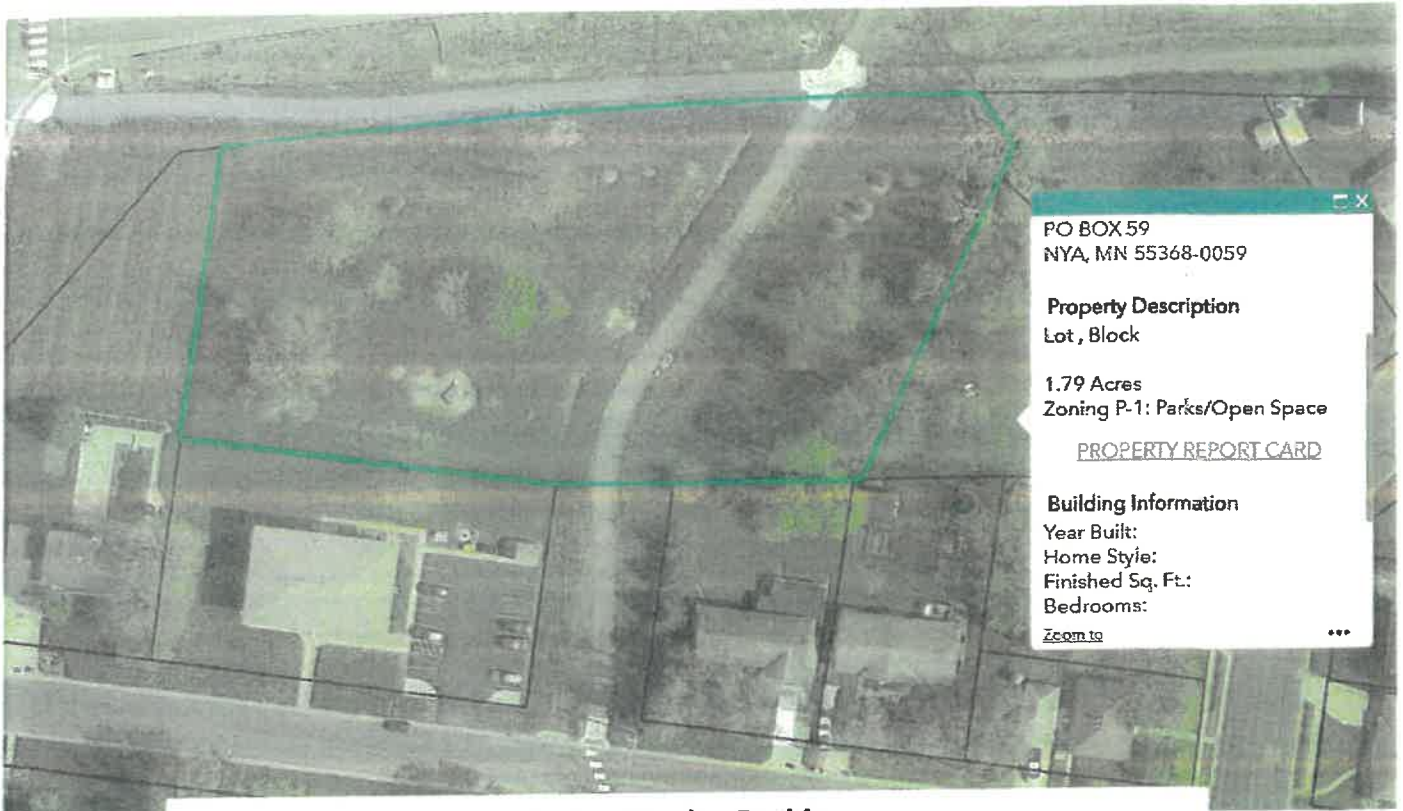 PO BOX 59
NYA, MN 55368-0059
Property Description
Lot , Block
1.79 Acres
Zoning P-1: Parks/Open Space
PROPERTY REPORT CARD
Building Information
Year Built:
Home Style:
Finished Sq. Ft.:
Bedrooms:
Zoom to